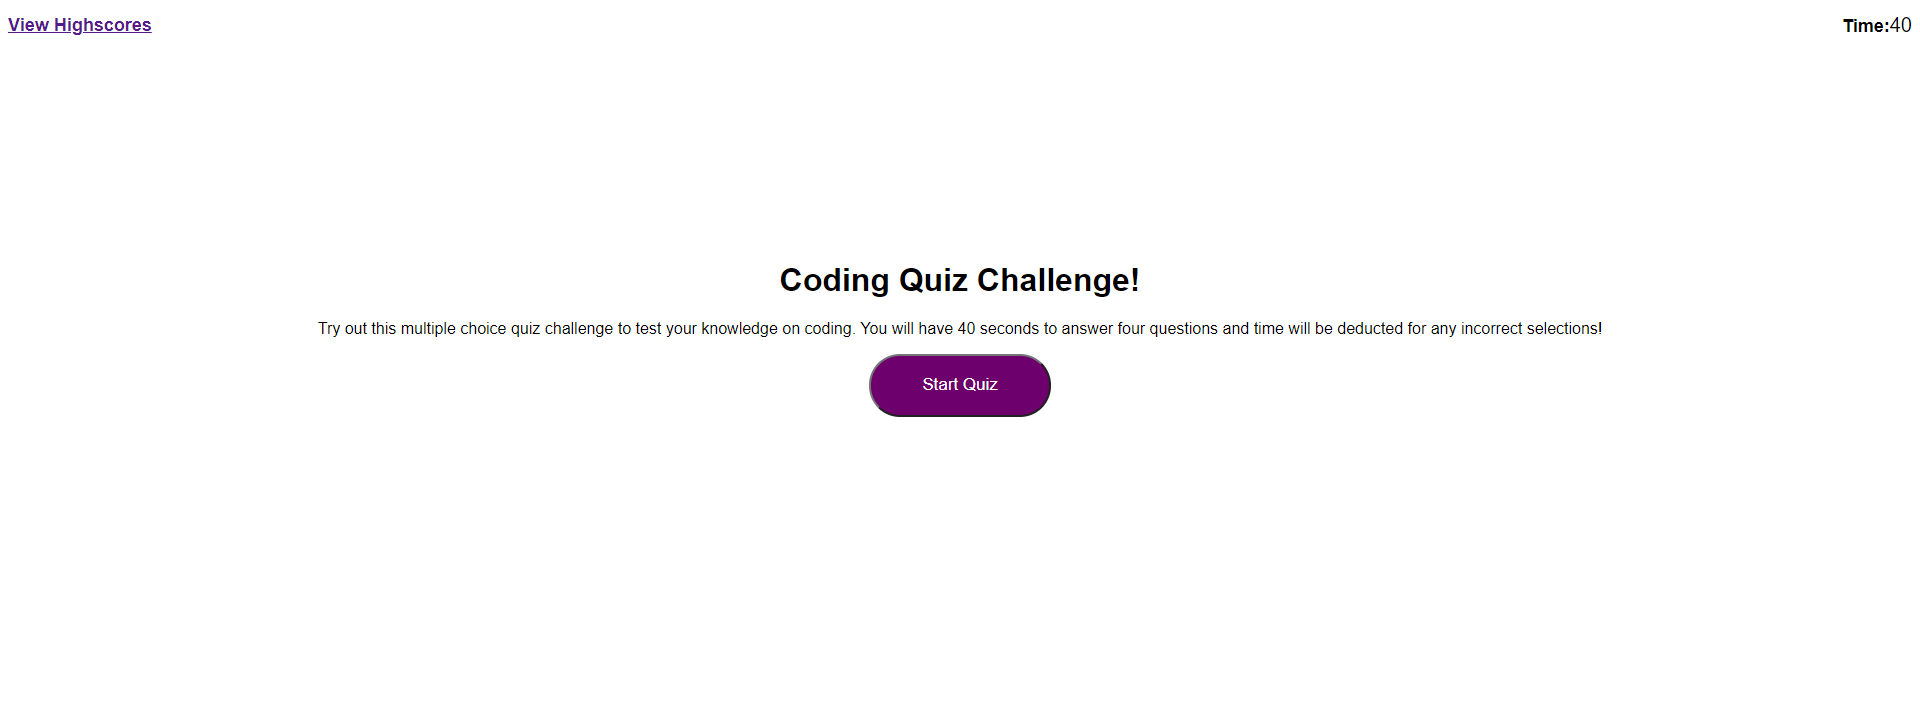 View Highscores
Time:40
Coding Quiz Challenge!
Try out this multiple choice quiz challenge to test your knowledge on coding. You will have 40 seconds to answer four questions and time will be deducted for any incorrect selections!
Start Quiz